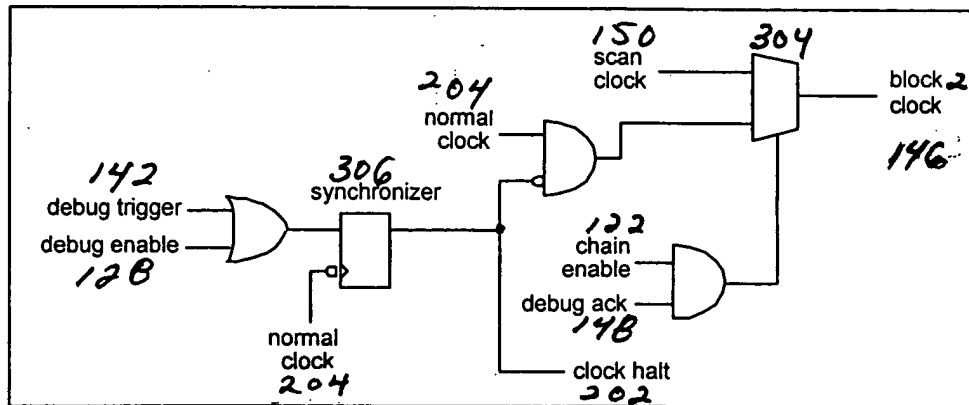 150
304
scan
clock
block 2
clock
146
204
normal
clock
142
306
synchronizer
debug trigger
debug enable
128
122
chain
enable
debug ack
148
normal
clock
204
clock halt
202